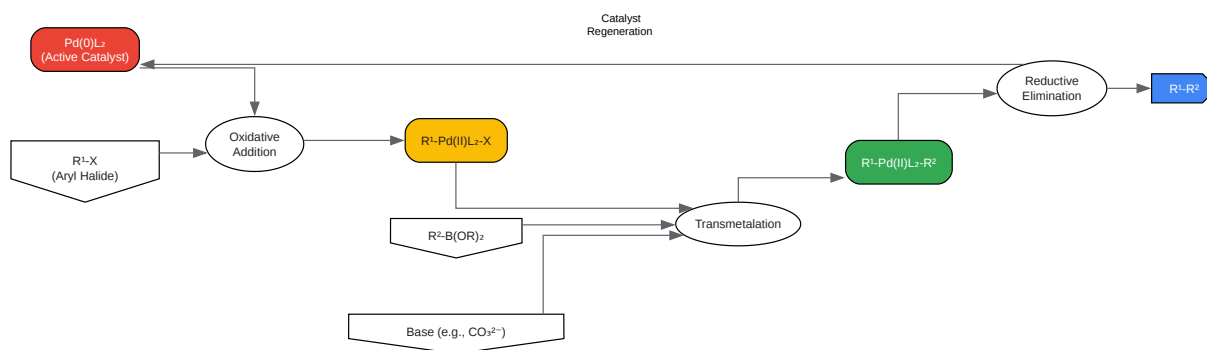 Catalyst
Regeneration
Pd(0)L₂
(Active Catalyst)
Reductive
Elimination
R¹-R²
Oxidative
Addition
R¹-Pd(II)L₂-X
R¹-X
(Aryl Halide)
R¹-Pd(II)L₂-R²
Transmetalation
R²-B(OR)₂
Base (e.g., CO₃²⁻)